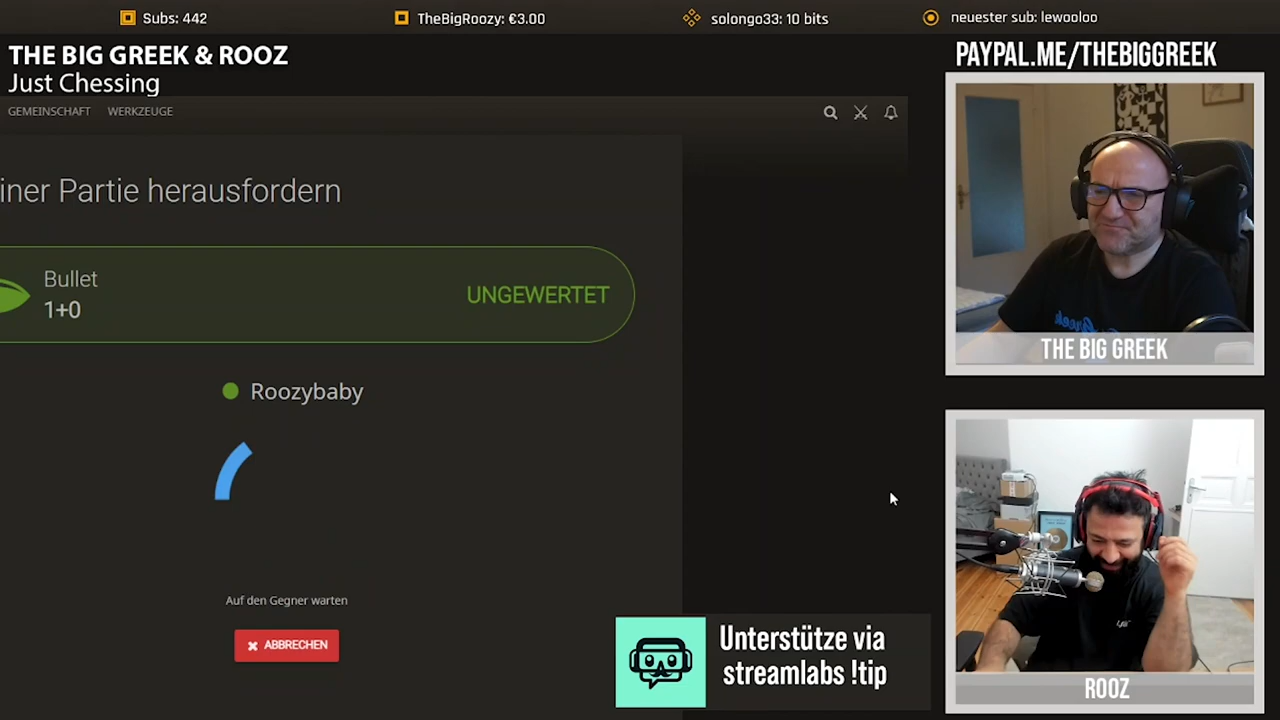 Subs: 442
TheBigRoozy: €3.00
solongo33: 10 bits
neuester sub: lewooloo
THE BIG GREEK & ROOZ
Just Chessing
PAYPAL.ME/THEBIGGREEK
GEMEINSCHAFT WERKZEUGE
iner Partie herausfordern
Bullet
1+0
UNGEWERTET
Roozybaby
Auf den Gegner warten
ABBRECHEN
THE BIG GREEK
Unterstütze via
streamlabs !tip
ROOZ